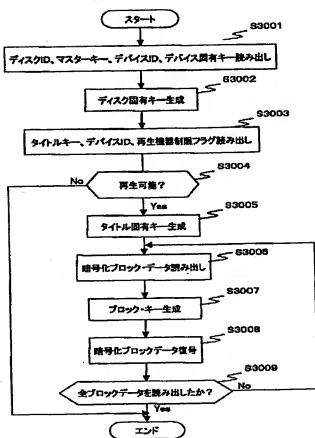 スタート
S3001
ディスクID、マスターキー、デバイスID、デバイス固有キー読み出し
S3002
ディスク固有キー生成
S3003
タイトルキー、デバイスID、再生機器制限フラグ読み出し
S3004
No
再生可能?
Yes
S3005
タイトル固有キー生成
S3006
暗号化ブロック・データ読み出し
S3007
ブロック・キー生成
S3008
暗号化ブロックデータ復号
S3009
全ブロックデータを読み出したか?
No
Yes
エンド